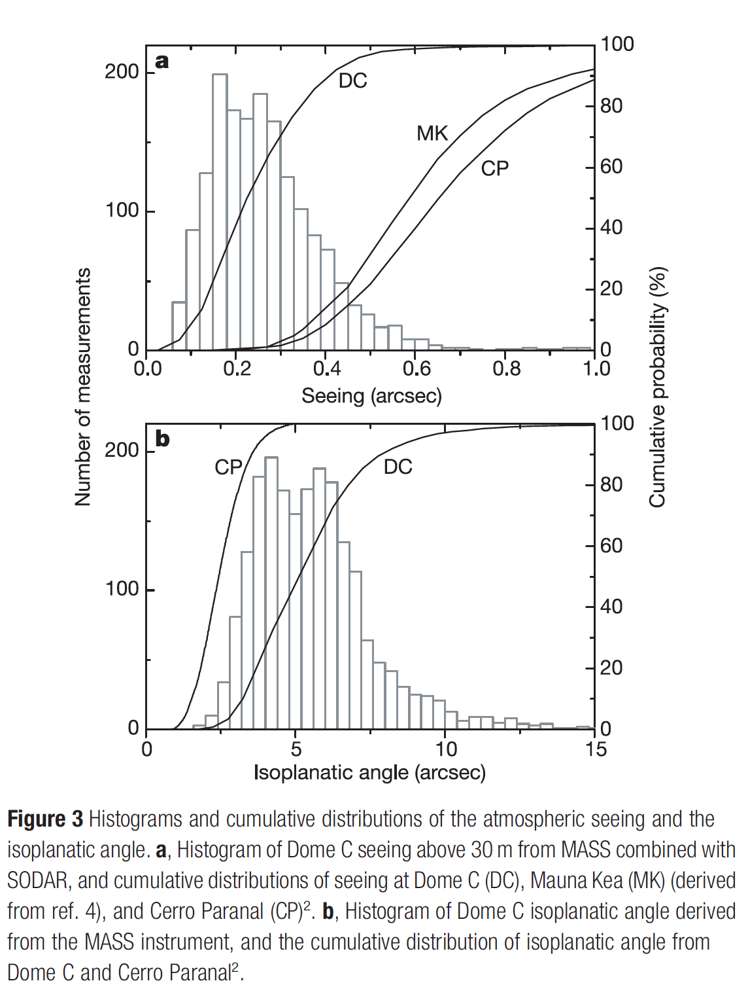 a
200
100
0
100
80
60
40
20
0
DC
MK
CP
0.0 0.2 0.4 0.6 0.8 1.0
Seeing (arcsec)
Number of measurements
Cumulative probability (%)
b
200
100
0
100
80
60
40
20
0
CP
DC
0 5 10 15
Isoplanatic angle (arcsec)
Figure 3 Histograms and cumulative distributions of the atmospheric seeing and the
isoplanatic angle. a, Histogram of Dome C seeing above 30 m from MASS combined with
SODAR, and cumulative distributions of seeing at Dome C (DC), Mauna Kea (MK) (derived
from ref. 4), and Cerro Paranal (CP)². b, Histogram of Dome C isoplanatic angle derived
from the MASS instrument, and the cumulative distribution of isoplanatic angle from
Dome C and Cerro Paranal².